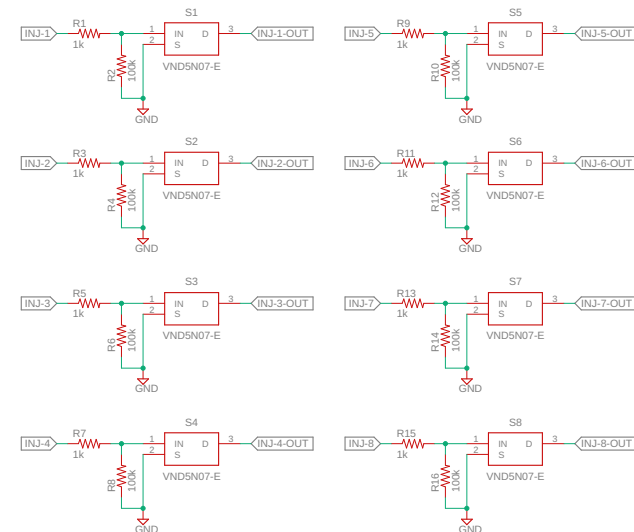 S1
S5
R1
R9
INJ-1
1
IN
D
3
INJ-1-OUT
INJ-5
1
IN
D
3
INJ-5-OUT
1k
2
S
1k
2
S
R2
100k
VND5N07-E
R10
100k
VND5N07-E
GND
GND
S2
S6
R3
R11
INJ-2
1
IN
D
3
INJ-2-OUT
INJ-6
1
IN
D
3
INJ-6-OUT
1k
2
S
1k
2
S
R4
100k
VND5N07-E
R12
100k
VND5N07-E
GND
GND
S3
S7
R5
R13
INJ-3
1
IN
D
3
INJ-3-OUT
INJ-7
1
IN
D
3
INJ-7-OUT
1k
2
S
1k
2
S
R6
100k
VND5N07-E
R14
100k
VND5N07-E
GND
GND
S4
S8
R7
R15
INJ-4
1
IN
D
3
INJ-4-OUT
INJ-8
1
IN
D
3
INJ-8-OUT
1k
2
S
1k
2
S
R8
100k
VND5N07-E
R16
100k
VND5N07-E
GND
GND